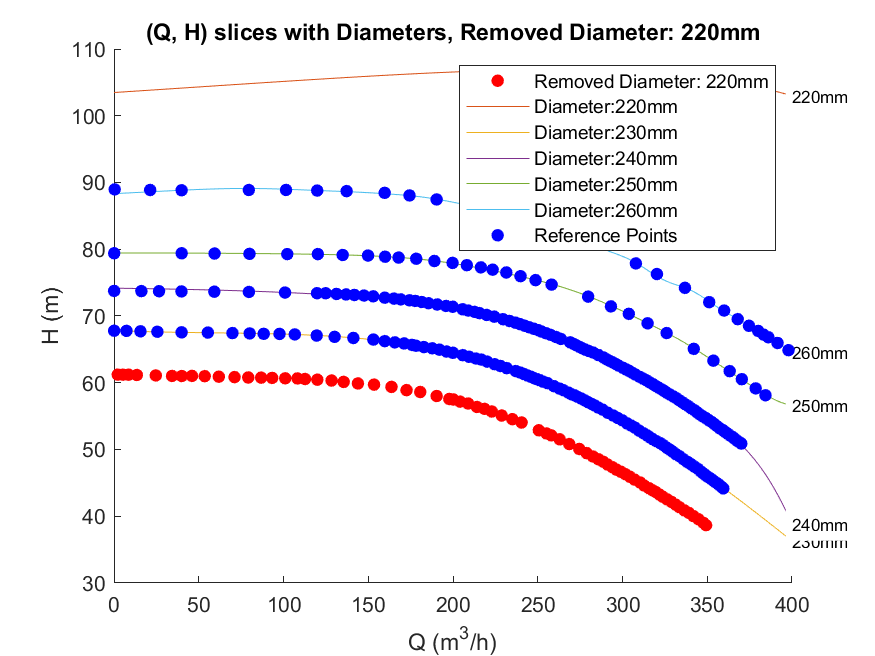 (Q, H) slices with Diameters, Removed Diameter: 220mm
110
100
90
80
70
60
50
40
30
H (m)
Removed Diameter: 220mm
Diameter:220mm
Diameter:230mm
Diameter:240mm
Diameter:250mm
Diameter:260mm
Reference Points
220mm
260mm
250mm
240mm
230mm
0
50
100
150
200
250
300
350
400
Q (m³/h)